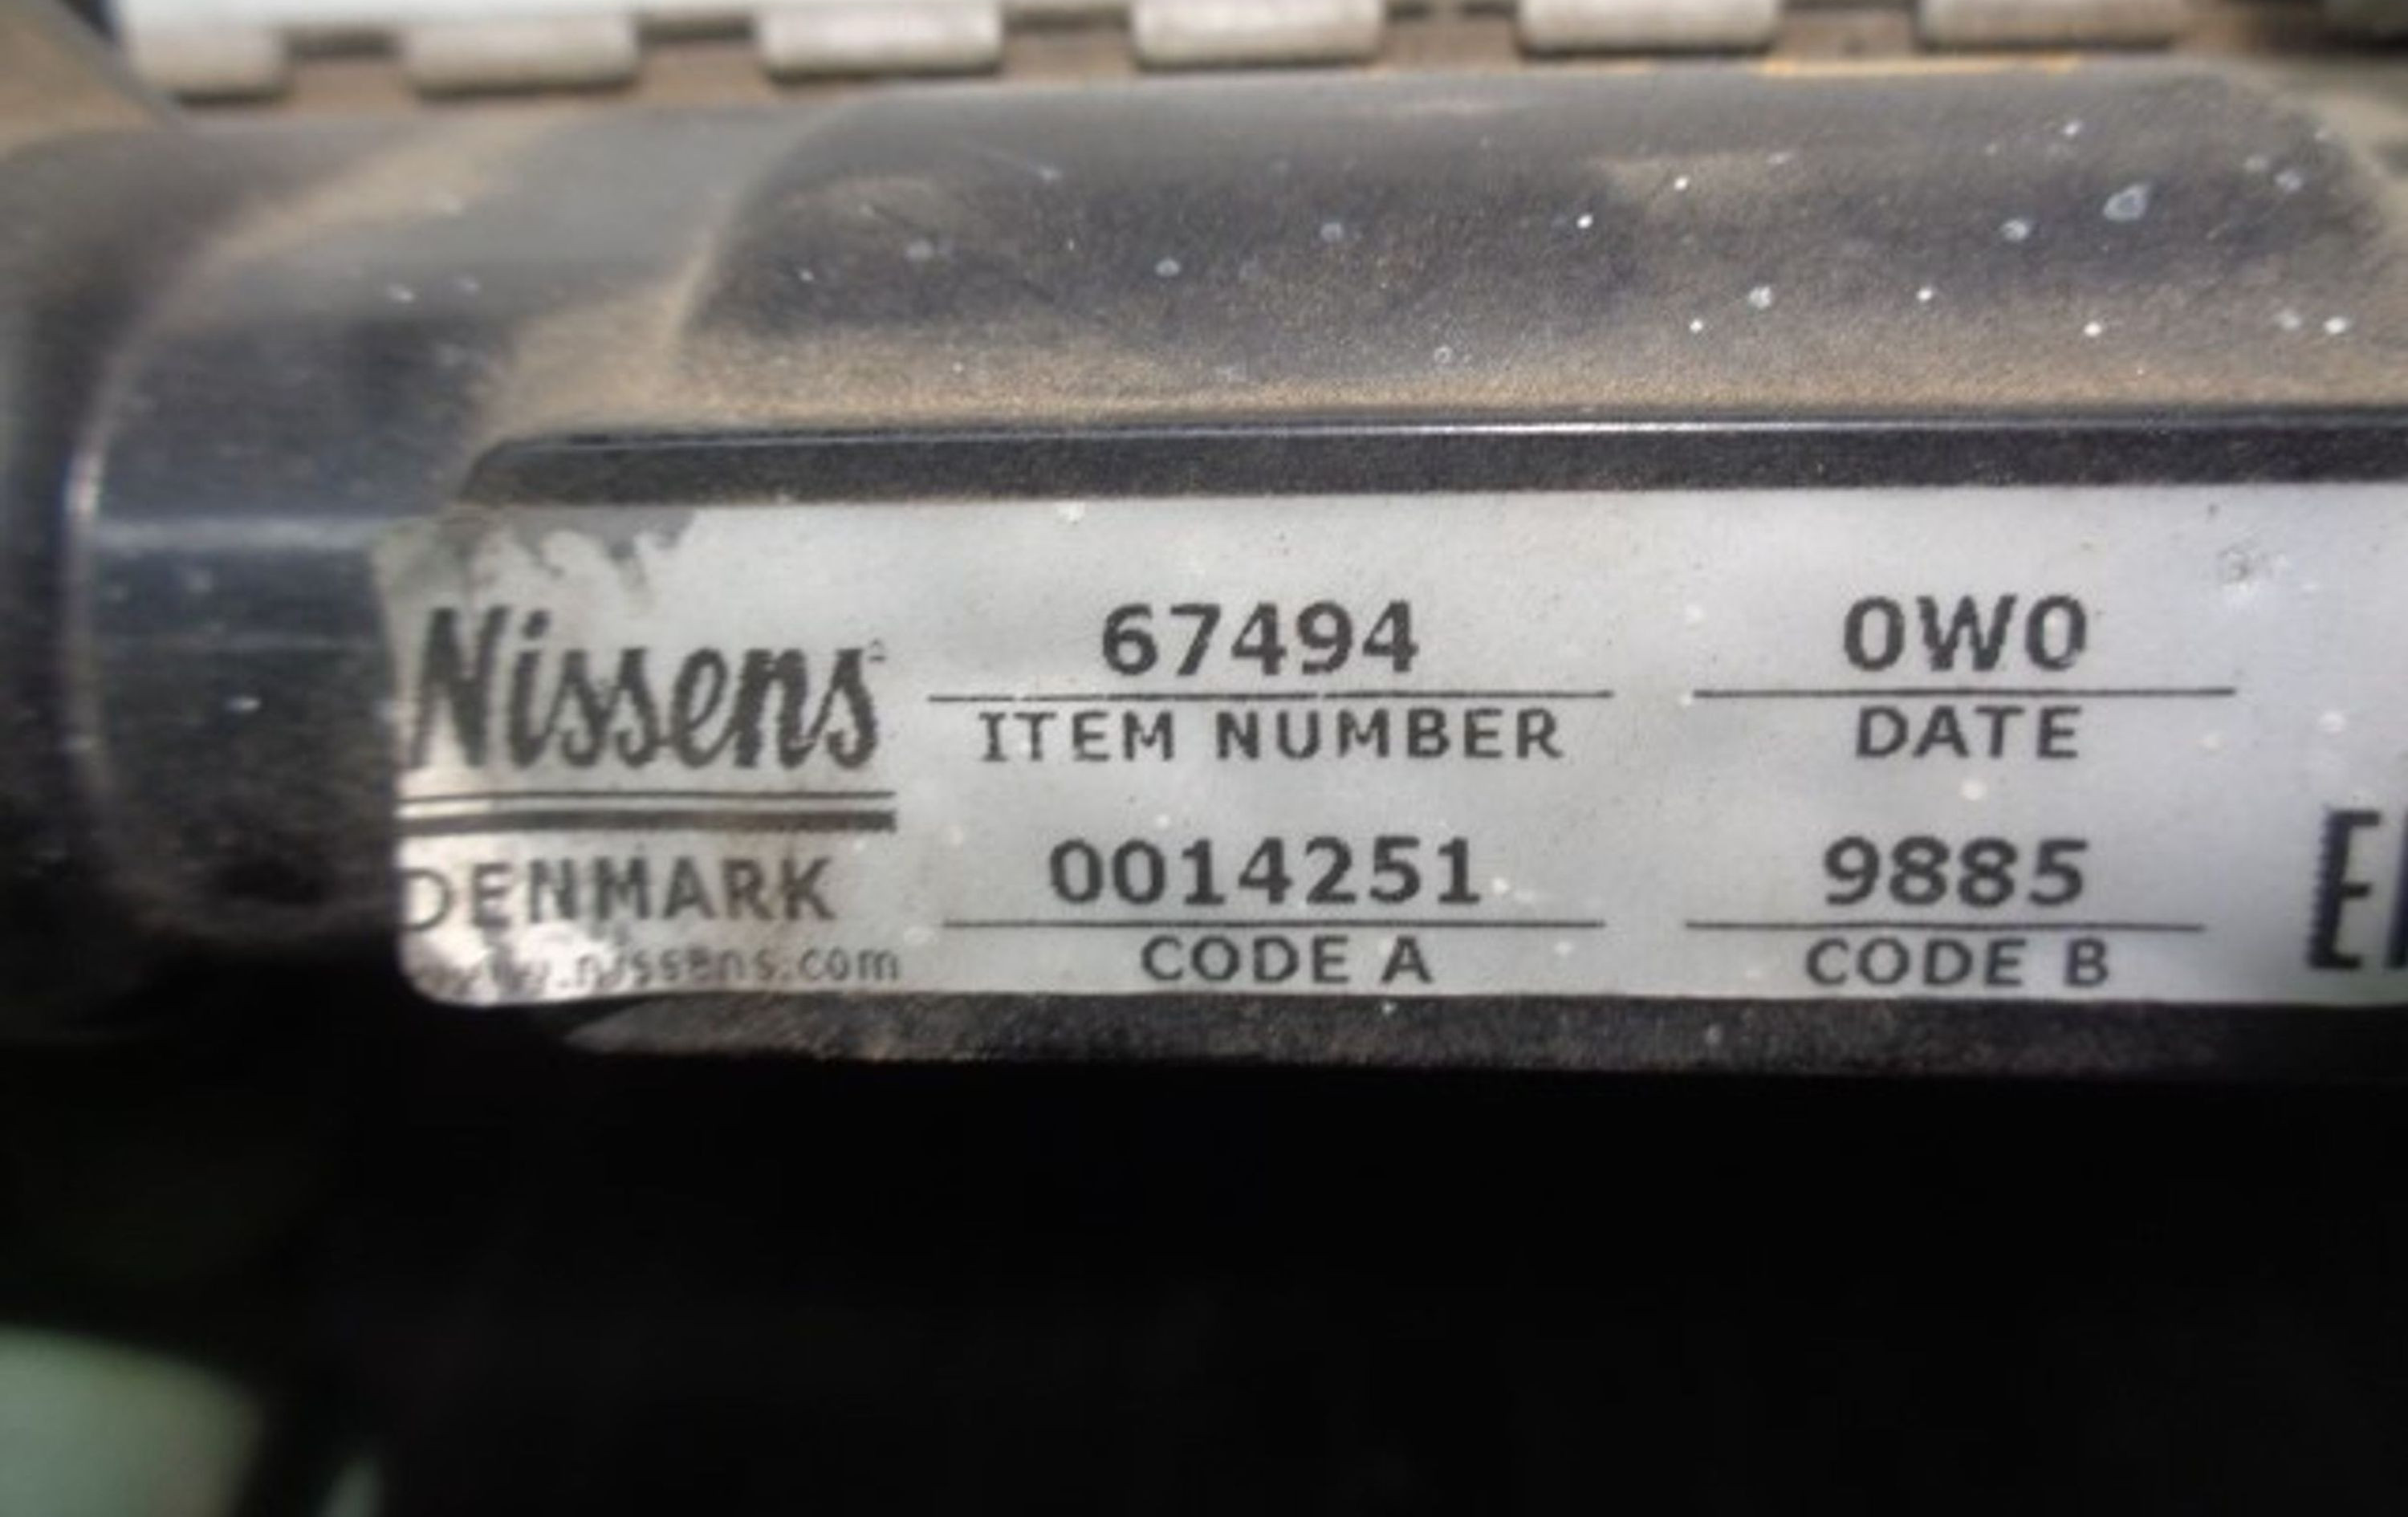 Nissens
DENMARK
67494
ITEM NUMBER
0W0
DATE
0014251
CODE A
9885
CODE B